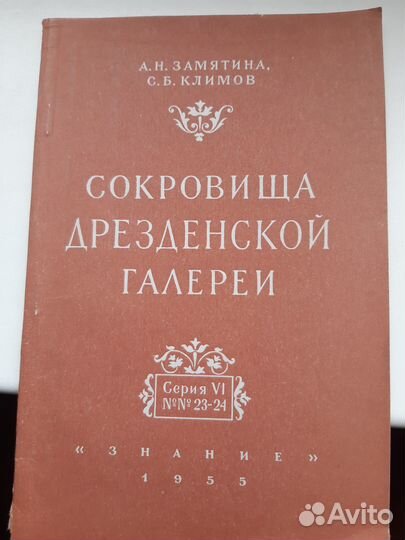 А.Н. ЗАМЯТИНА,
С.Б. КЛИМОВ
СОКРОВИЩА
ДРЕЗДЕНСКОЙ
ГАЛЕРЕИ
Серия VI
№№ 23-24
"ЗНАНИЕ"
1955
Avito